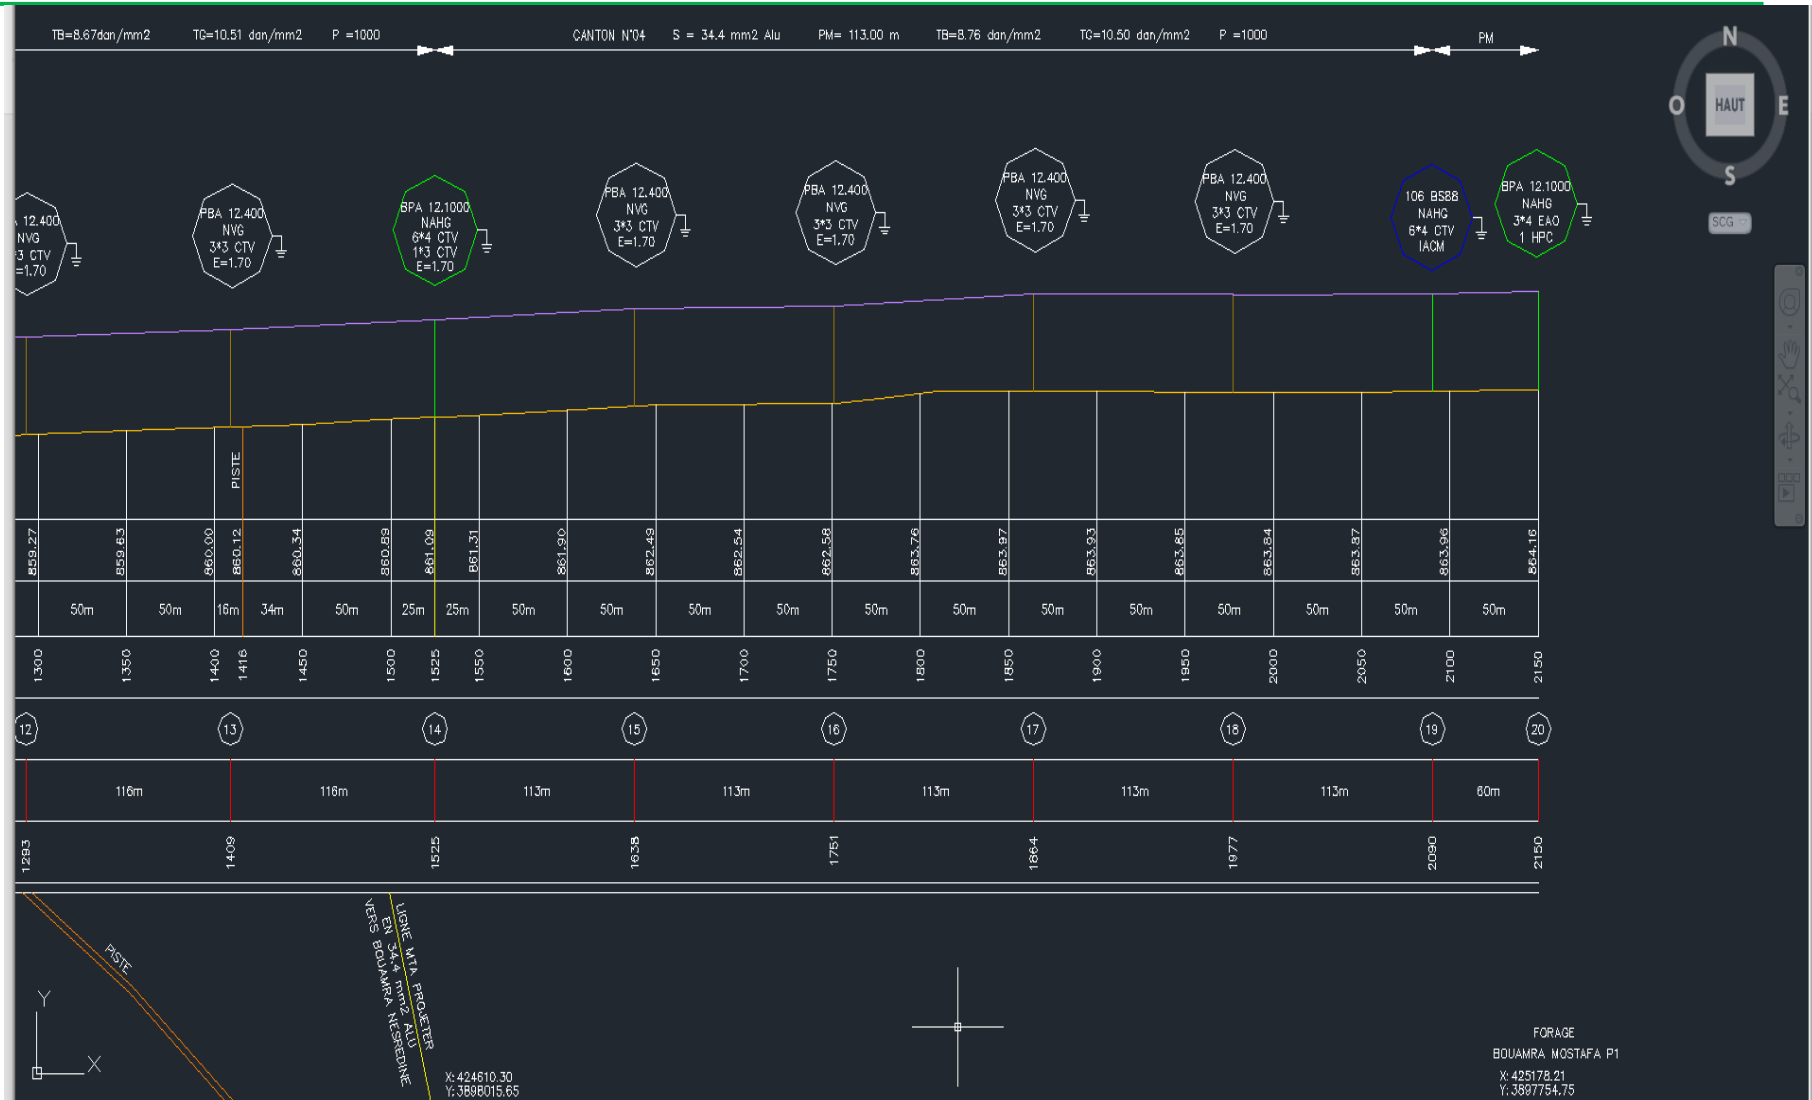 TB=8.67dan/mm2 TG=10.51 dan/mm2 P =1000
CANTON N°04 S = 34.4 mm2 Alu PM= 113.00 m TB=8.76 dan/mm2 TG=10.50 dan/mm2 P =1000
PM
N
O
HAUT
E
S
SCG
12.400
NVG
*3 CTV
=1.70
PBA 12.400
NVG
3*3 CTV
E=1.70
BPA 12.1000
NAHG
6*4 CTV
1*3 CTV
E=1.70
PBA 12.400
NVG
3*3 CTV
E=1.70
PBA 12.400
NVG
3*3 CTV
E=1.70
PBA 12.400
NVG
3*3 CTV
E=1.70
PBA 12.400
NVG
3*3 CTV
E=1.70
106 BS88
NAHG
6*4 CTV
IACM
BPA 12.1000
NAHG
3*4 EAO
1 HPC
PISTE
859.27 859.63 860.00 860.12 860.34 860.89 861.09 861.31 861.90 862.49 862.54 862.58 863.76 863.97 863.93 863.85 863.84 863.87 863.96 864.16
50m 50m 16m 34m 50m 25m 25m 50m 50m 50m 50m 50m 50m 50m 50m 50m 50m 50m
1300 1350 1400 1416 1450 1500 1525 1550 1600 1650 1700 1750 1800 1850 1900 1950 2000 2050 2100 2150
12 13 14 15 16 17 18 19 20
116m 116m 113m 113m 113m 113m 113m 60m
1293 1409 1525 1638 1751 1864 1977 2090 2150
PISTE
LIGNE MTA PROJETER
EN 34.4 mm2 ALU
VERS BOUAMRA NESREDINE
X: 424610.30
Y: 3898015.65
Y
X
FORAGE
BOUAMRA MOSTAFA P1
X: 425178.21
Y: 3897754.75